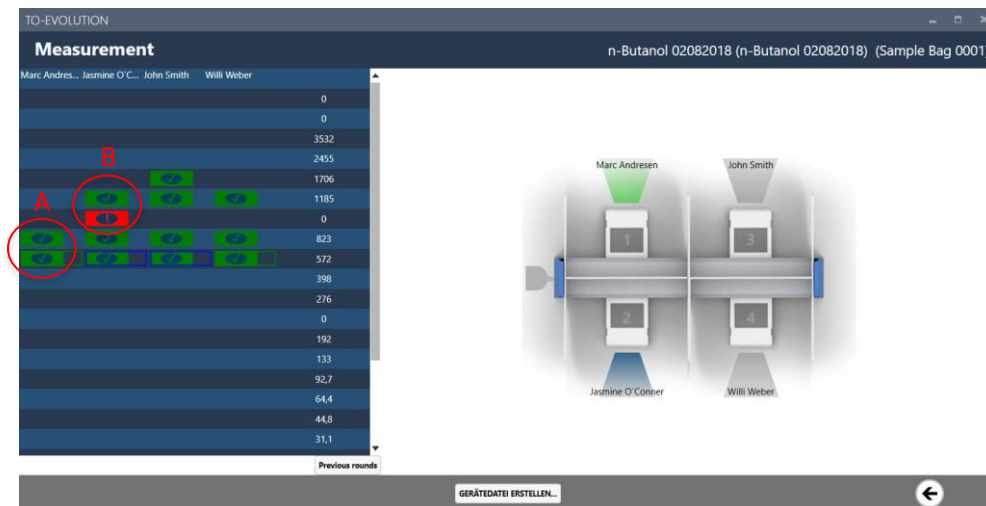 TO-EVOLUTION
Measurement
n-Butanol 02082018 (n-Butanol 02082018) (Sample Bag 0001)
Marc Andres... Jasmine O'C... John Smith Willi Weber
0
0
3532
2455
B
1706
A
1185
0
823
572
398
276
0
192
133
92,7
64,4
44,8
31,1
Previous rounds
Marc Andresen
John Smith
1
3
2
4
Jasmine O'Conner
Willi Weber
GERÄTEDATEI ERSTELLEN...